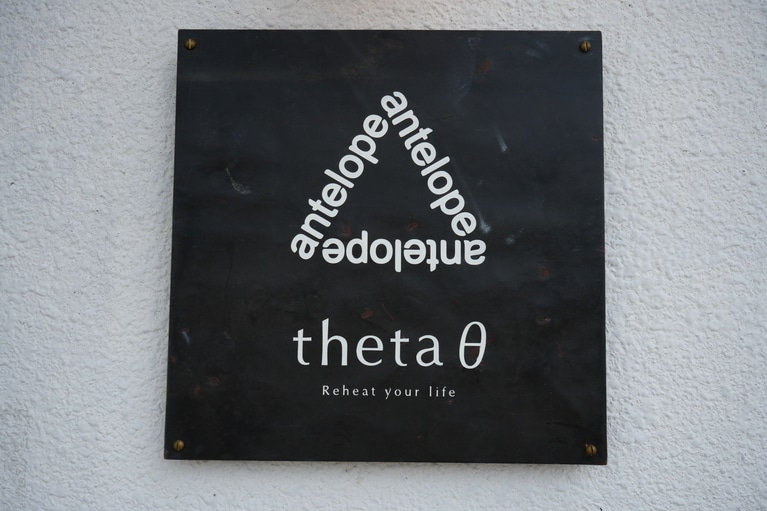 antelope
antelope
antelope
theta θ
Reheat your life